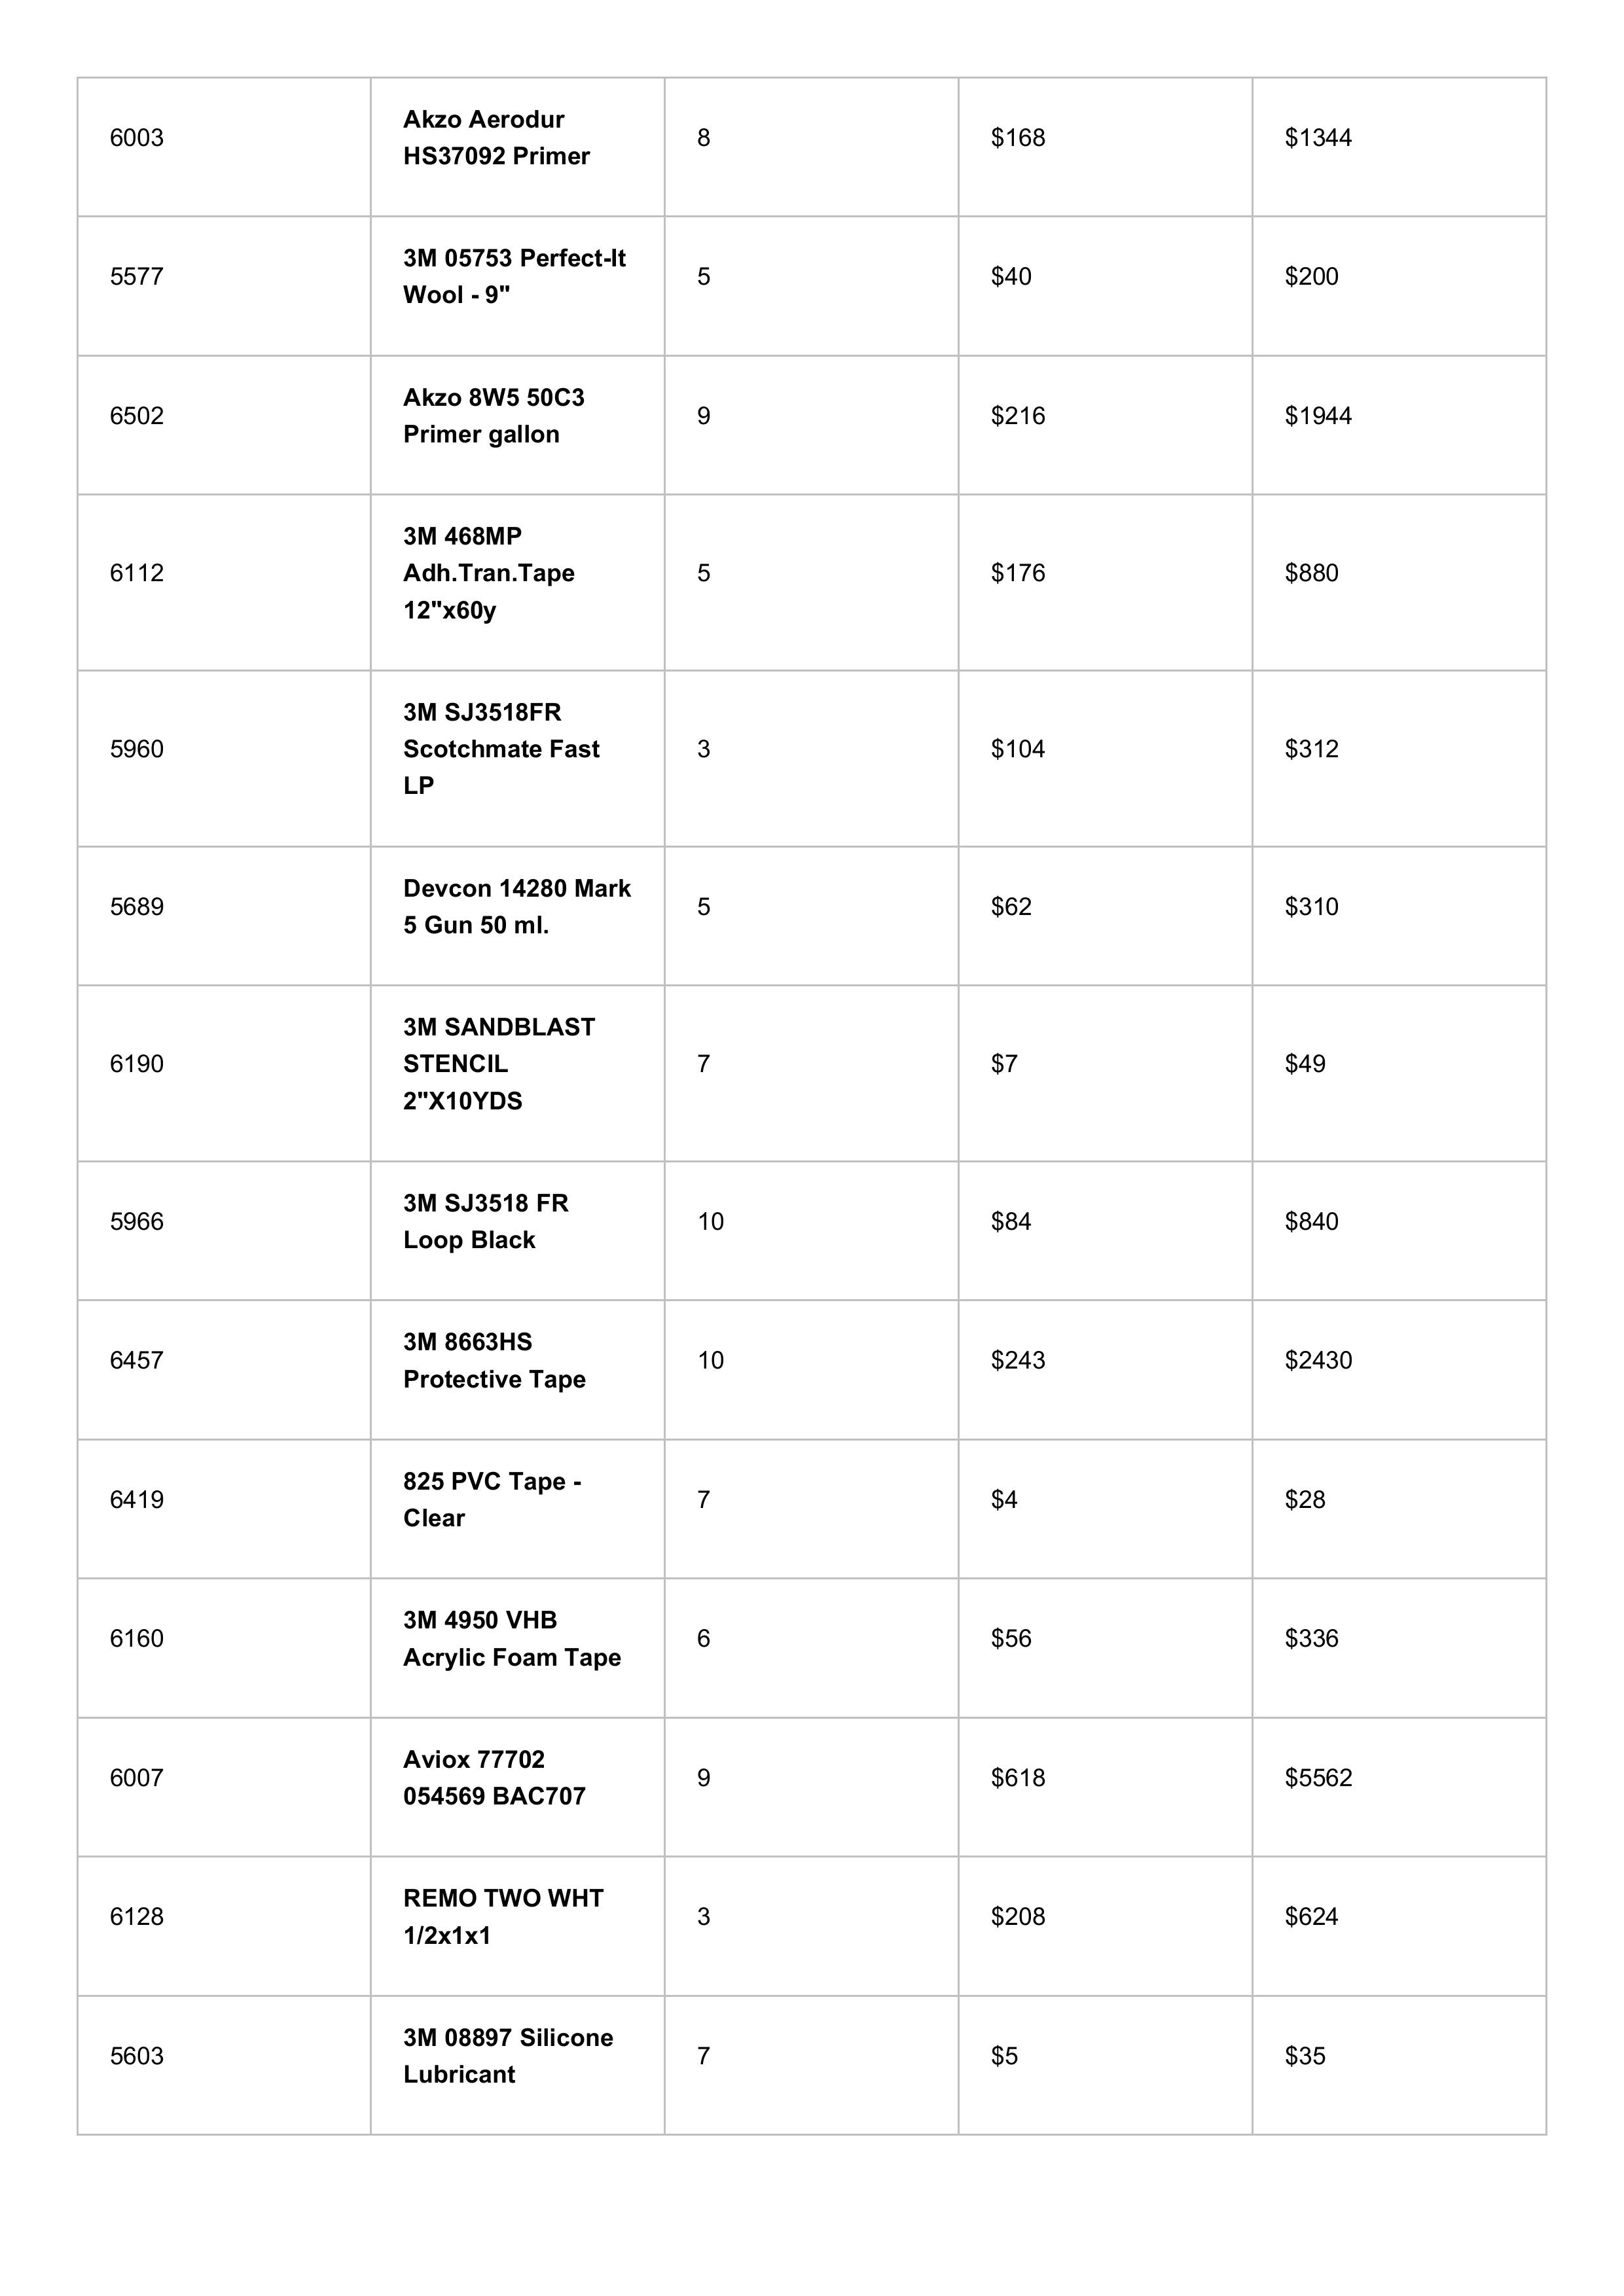 6003
Akzo Aerodur
HS37092 Primer
8
$168
$1344
5577
3M 05753 Perfect-It
Wool - 9"
5
$40
$200
6502
Akzo 8W5 50C3
Primer gallon
9
$216
$1944
6112
3M 468MP
Adh.Tran.Tape
12"x60y
5
$176
$880
5960
3M SJ3518FR
Scotchmate Fast
LP
3
$104
$312
5689
Devcon 14280 Mark
5 Gun 50 ml.
5
$62
$310
6190
3M SANDBLAST
STENCIL
2"X10YDS
7
$7
$49
5966
3M SJ3518 FR
Loop Black
10
$84
$840
6457
3M 8663HS
Protective Tape
10
$243
$2430
6419
825 PVC Tape -
Clear
7
$4
$28
6160
3M 4950 VHB
Acrylic Foam Tape
6
$56
$336
6007
Aviox 77702
054569 BAC707
9
$618
$5562
6128
REMO TWO WHT
1/2x1x1
3
$208
$624
5603
3M 08897 Silicone
Lubricant
7
$5
$35